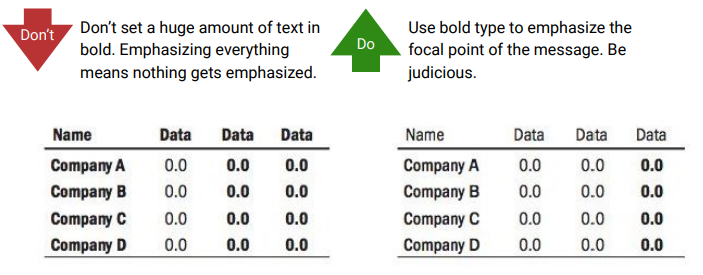 Don't
Don't set a huge amount of text in
bold. Emphasizing everything
means nothing gets emphasized.
Do
Use bold type to emphasize the
focal point of the message. Be
judicious.
Name Data Data Data
Company A 0.0 0.0 0.0
Company B 0.0 0.0 0.0
Company C 0.0 0.0 0.0
Company D 0.0 0.0 0.0
Name Data Data Data
Company A 0.0 0.0 0.0
Company B 0.0 0.0 0.0
Company C 0.0 0.0 0.0
Company D 0.0 0.0 0.0